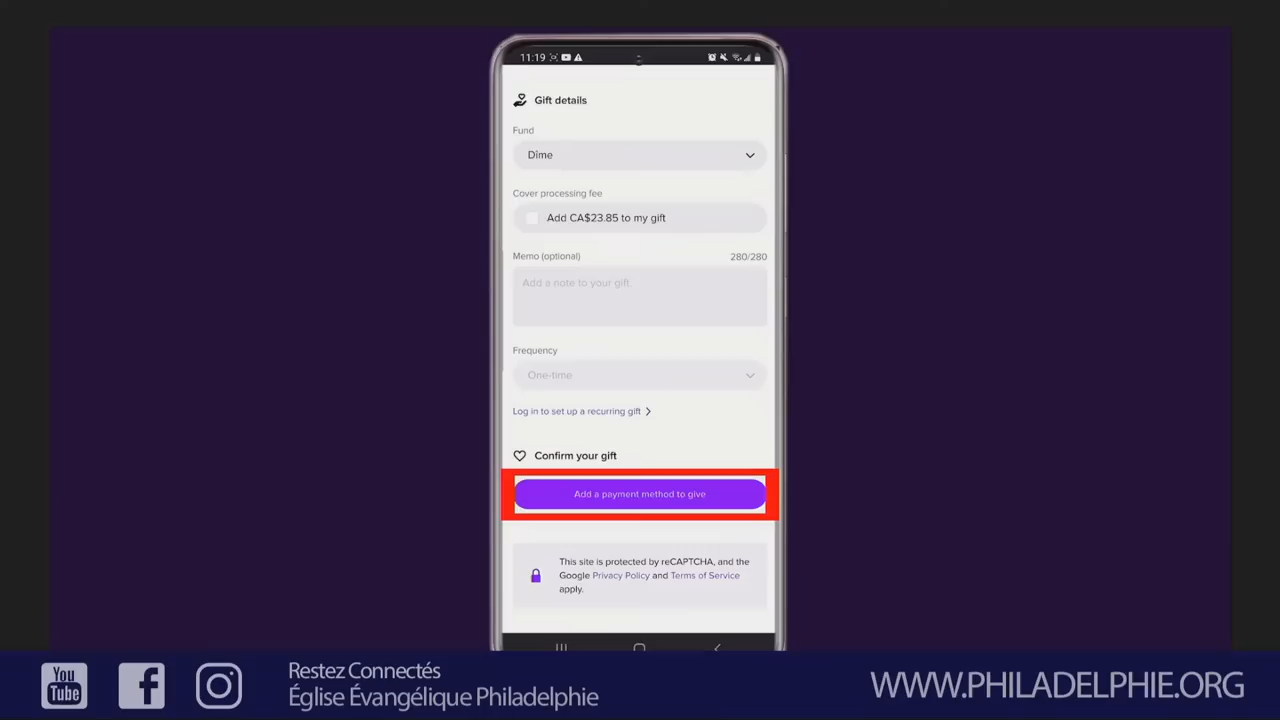 11:19
Gift details
Fund
Dîme
Cover processing fee
Add CA$23.85 to my gift
Memo (optional) 280/280
Add a note to your gift.
Frequency
One-time
Log in to set up a recurring gift
Confirm your gift
Add a payment method to give
This site is protected by reCAPTCHA, and the
Google Privacy Policy and Terms of Service
apply.
You
Tube
Restez Connectés
Église Évangélique Philadelphie
WWW.PHILADELPHIE.ORG